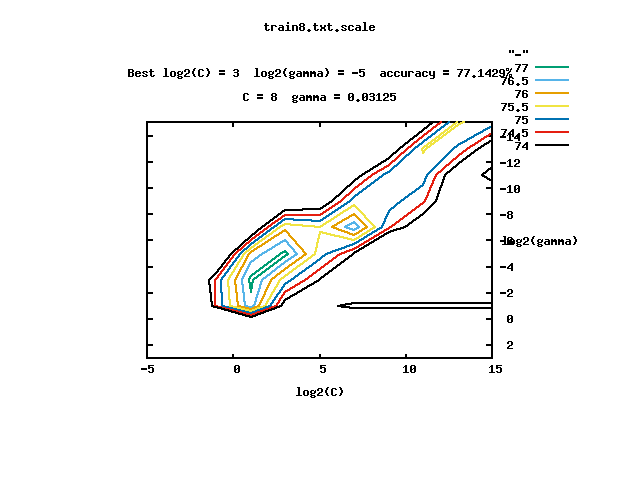 train8.txt.scale
"-"
Best log2(C) = 3  log2(gamma) = -5  accuracy = 77.1429%
77
76.5
76
75.5
75
74.5
74
C = 8  gamma = 0.03125
-14
-12
-10
-8
-6
log2(gamma)
-4
-2
0
2
-5 0 5 10 15
log2(C)